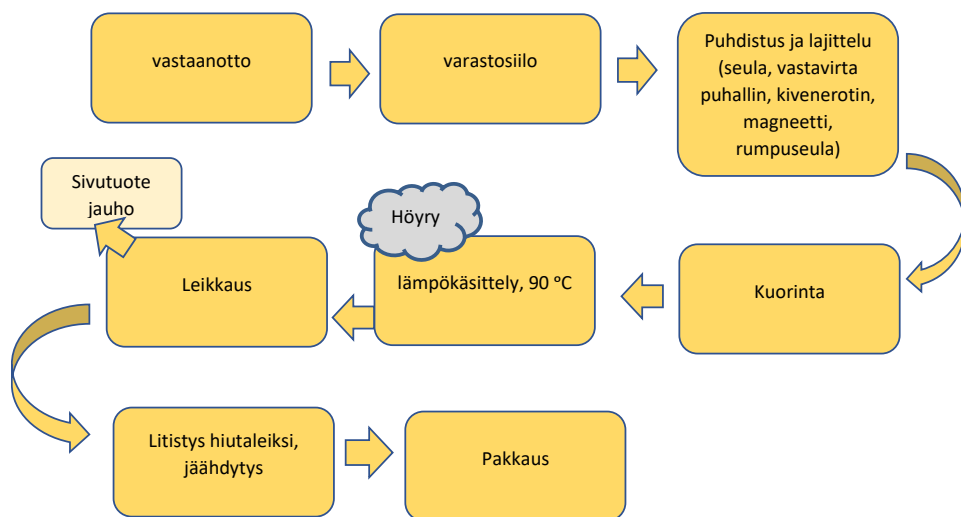 vastaanotto
varastosiilo
Puhdistus ja lajittelu
(seula, vastavirta
puhallin, kivenerotin,
magneetti,
rumpuseula)
Kuorinta
Höyry
lämpökäsittely, 90 °C
Leikkaus
Sivutuote
jauho
Litistys hiutaleiksi,
jäähdytys
Pakkaus